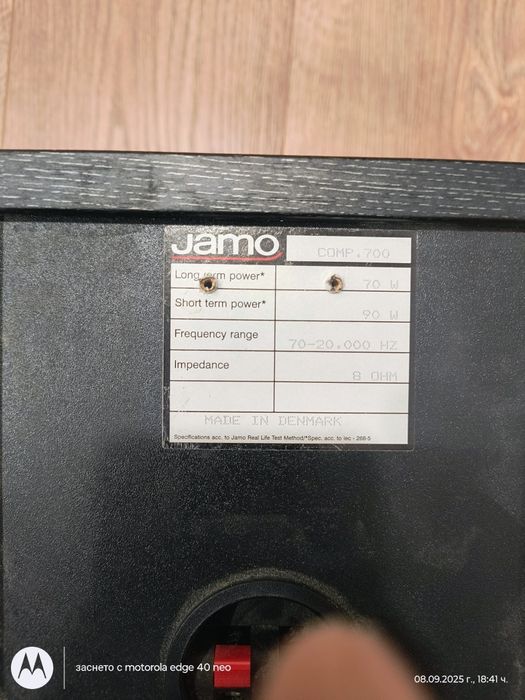 Jamo COMP.700
Long term power* 70 W
Short term power* 90 W
Frequency range 70-20.000 HZ
Impedance 8 OHM
MADE IN DENMARK
Specifications acc. to Jamo Real Life Test Method/*Spec. acc. to iec - 268-5
заснето с motorola edge 40 neo
08.09.2025 г., 18:41 ч.